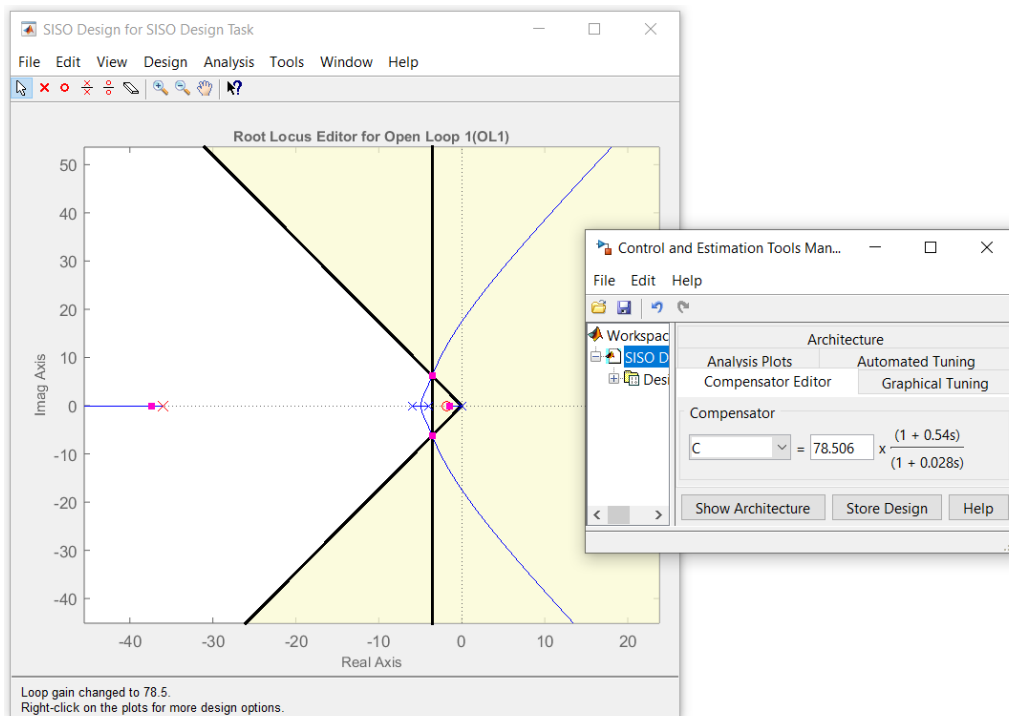 SISO Design for SISO Design Task
File Edit View Design Analysis Tools Window Help
Root Locus Editor for Open Loop 1(OL1)
50
40
30
20
10
0
-10
-20
-30
-40
Imag Axis
-40 -30 -20 -10 0 10 20
Real Axis
Loop gain changed to 78.5.
Right-click on the plots for more design options.
Control and Estimation Tools Man...
File Edit Help
Workspac
SISO D
Desi
Architecture
Analysis Plots Automated Tuning
Compensator Editor Graphical Tuning
Compensator
C = 78.506 x (1 + 0.54s)
(1 + 0.028s)
Show Architecture Store Design Help